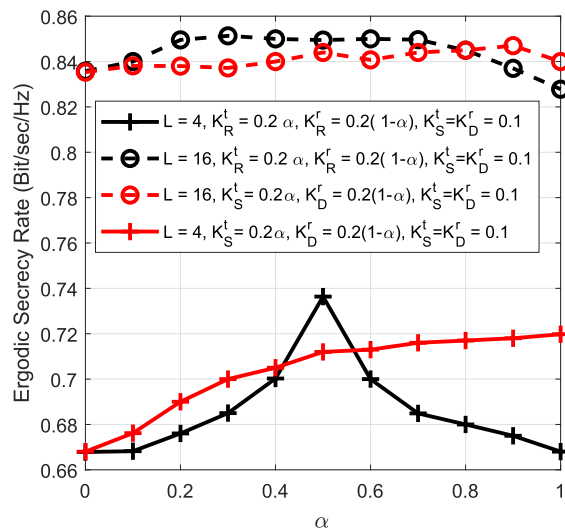 0.86
0.84
0.82
0.8
0.78
0.76
0.74
0.72
0.7
0.68
0.66
Ergodic Secrecy Rate (Bit/sec/Hz)
L = 4, K_R^t = 0.2 α, K_R^r = 0.2( 1-α), K_S^t=K_D^r = 0.1
L = 16, K_R^t = 0.2 α, K_R^r = 0.2( 1-α), K_S^t=K_D^r = 0.1
L = 16, K_S^t = 0.2α, K_D^r = 0.2(1-α), K_S^t=K_D^r = 0.1
L = 4, K_S^t = 0.2α, K_D^r = 0.2(1-α), K_S^t=K_D^r = 0.1
0 0.2 0.4 0.6 0.8 1
α